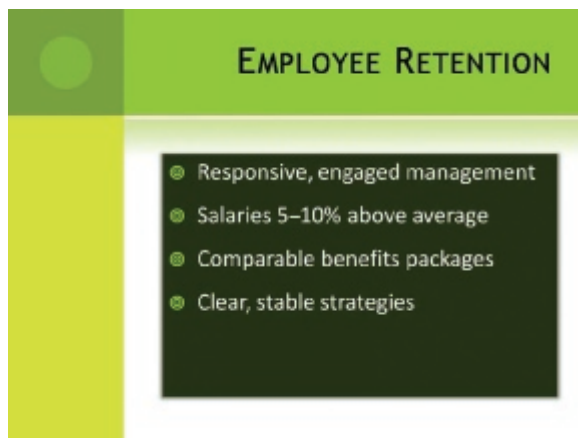 EMPLOYEE RETENTION
Responsive, engaged management
Salaries 5–10% above average
Comparable benefits packages
Clear, stable strategies